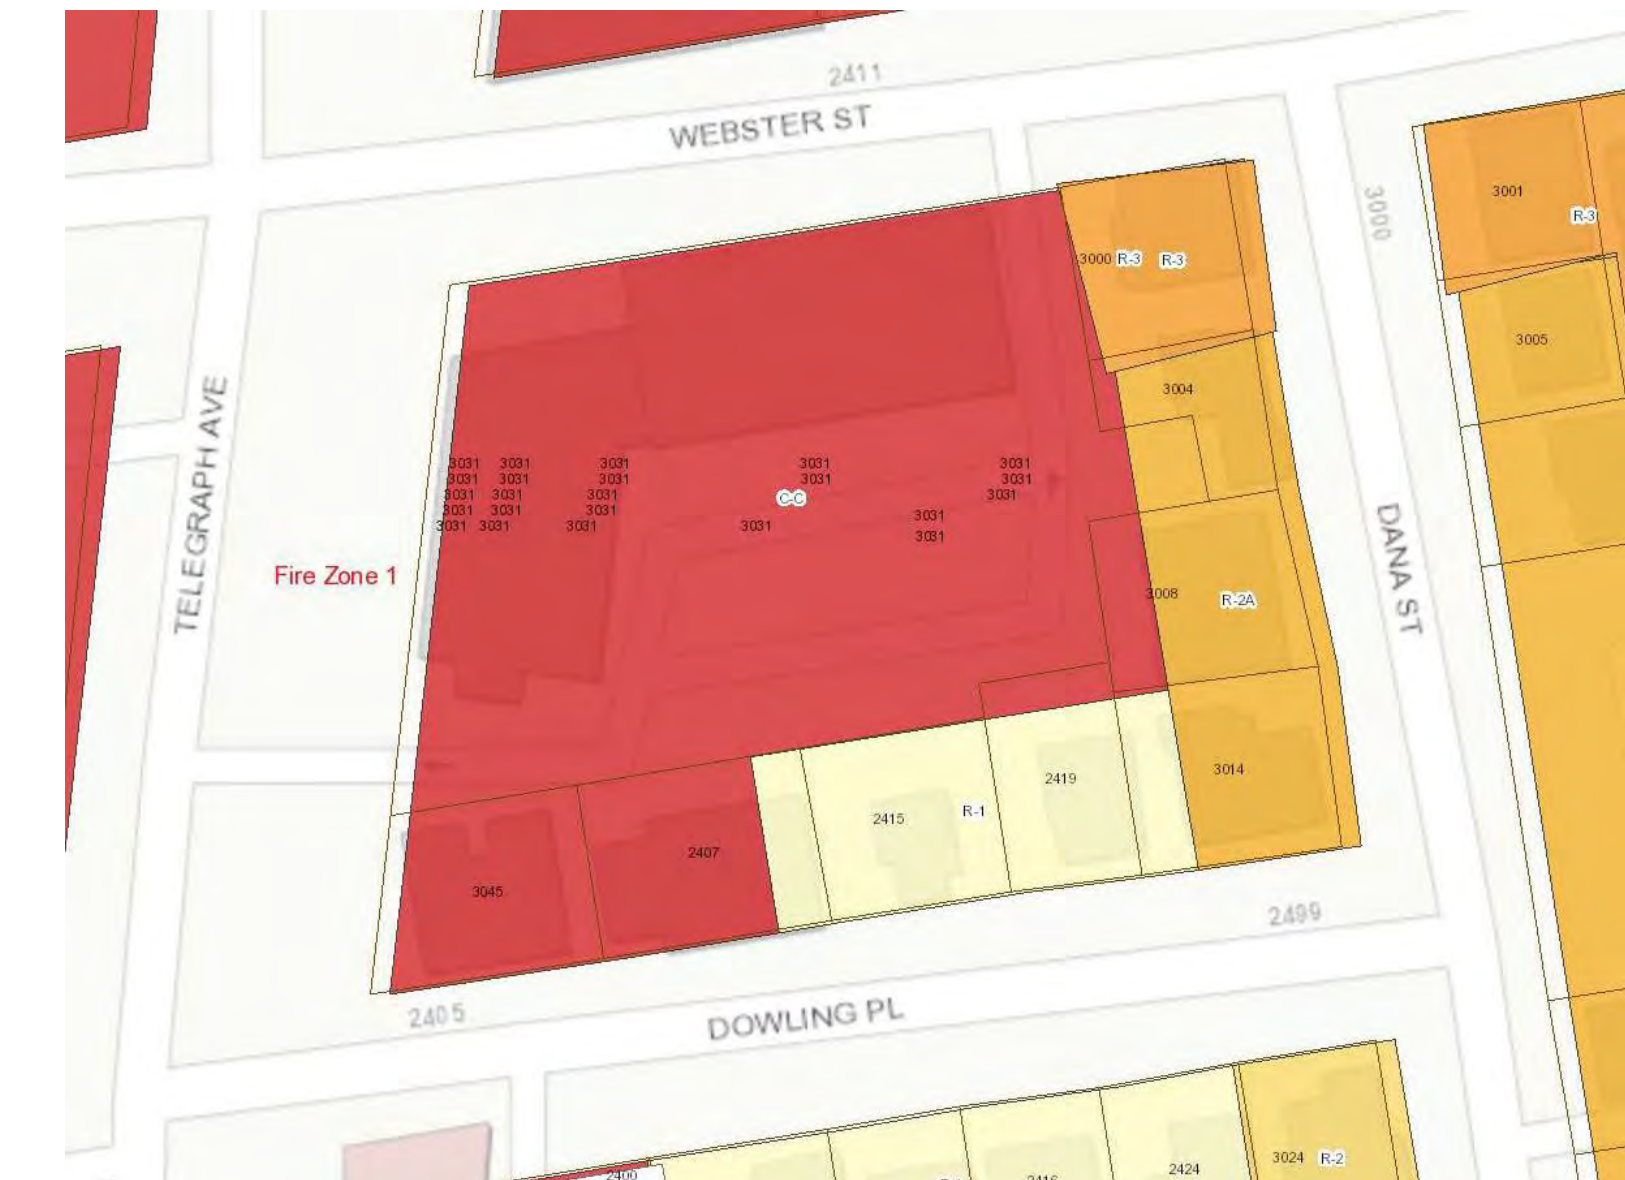 2411
WEBSTER ST
3000
3001
R-3
3000 R-3 R-3
3005
3004
TELEGRAPH AVE
3031 3031 3031 3031 3031
3031 3031 3031 3031 3031
3031 3031 3031 C-C 3031
3031 3031 3031 3031
3031 3031 3031 3031 3031
DANA ST
Fire Zone 1
3008 R-2A
3014
2419
2415 R-1
2407
3045
2499
2405
DOWLING PL
2400
2416
2424
3024 R-2